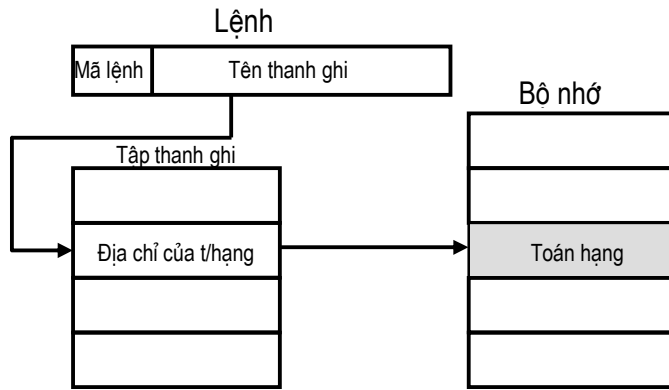 Lệnh
Mã lệnh
Tên thanh ghi
Bộ nhớ
Tập thanh ghi
Địa chỉ của t/hạng
Toán hạng